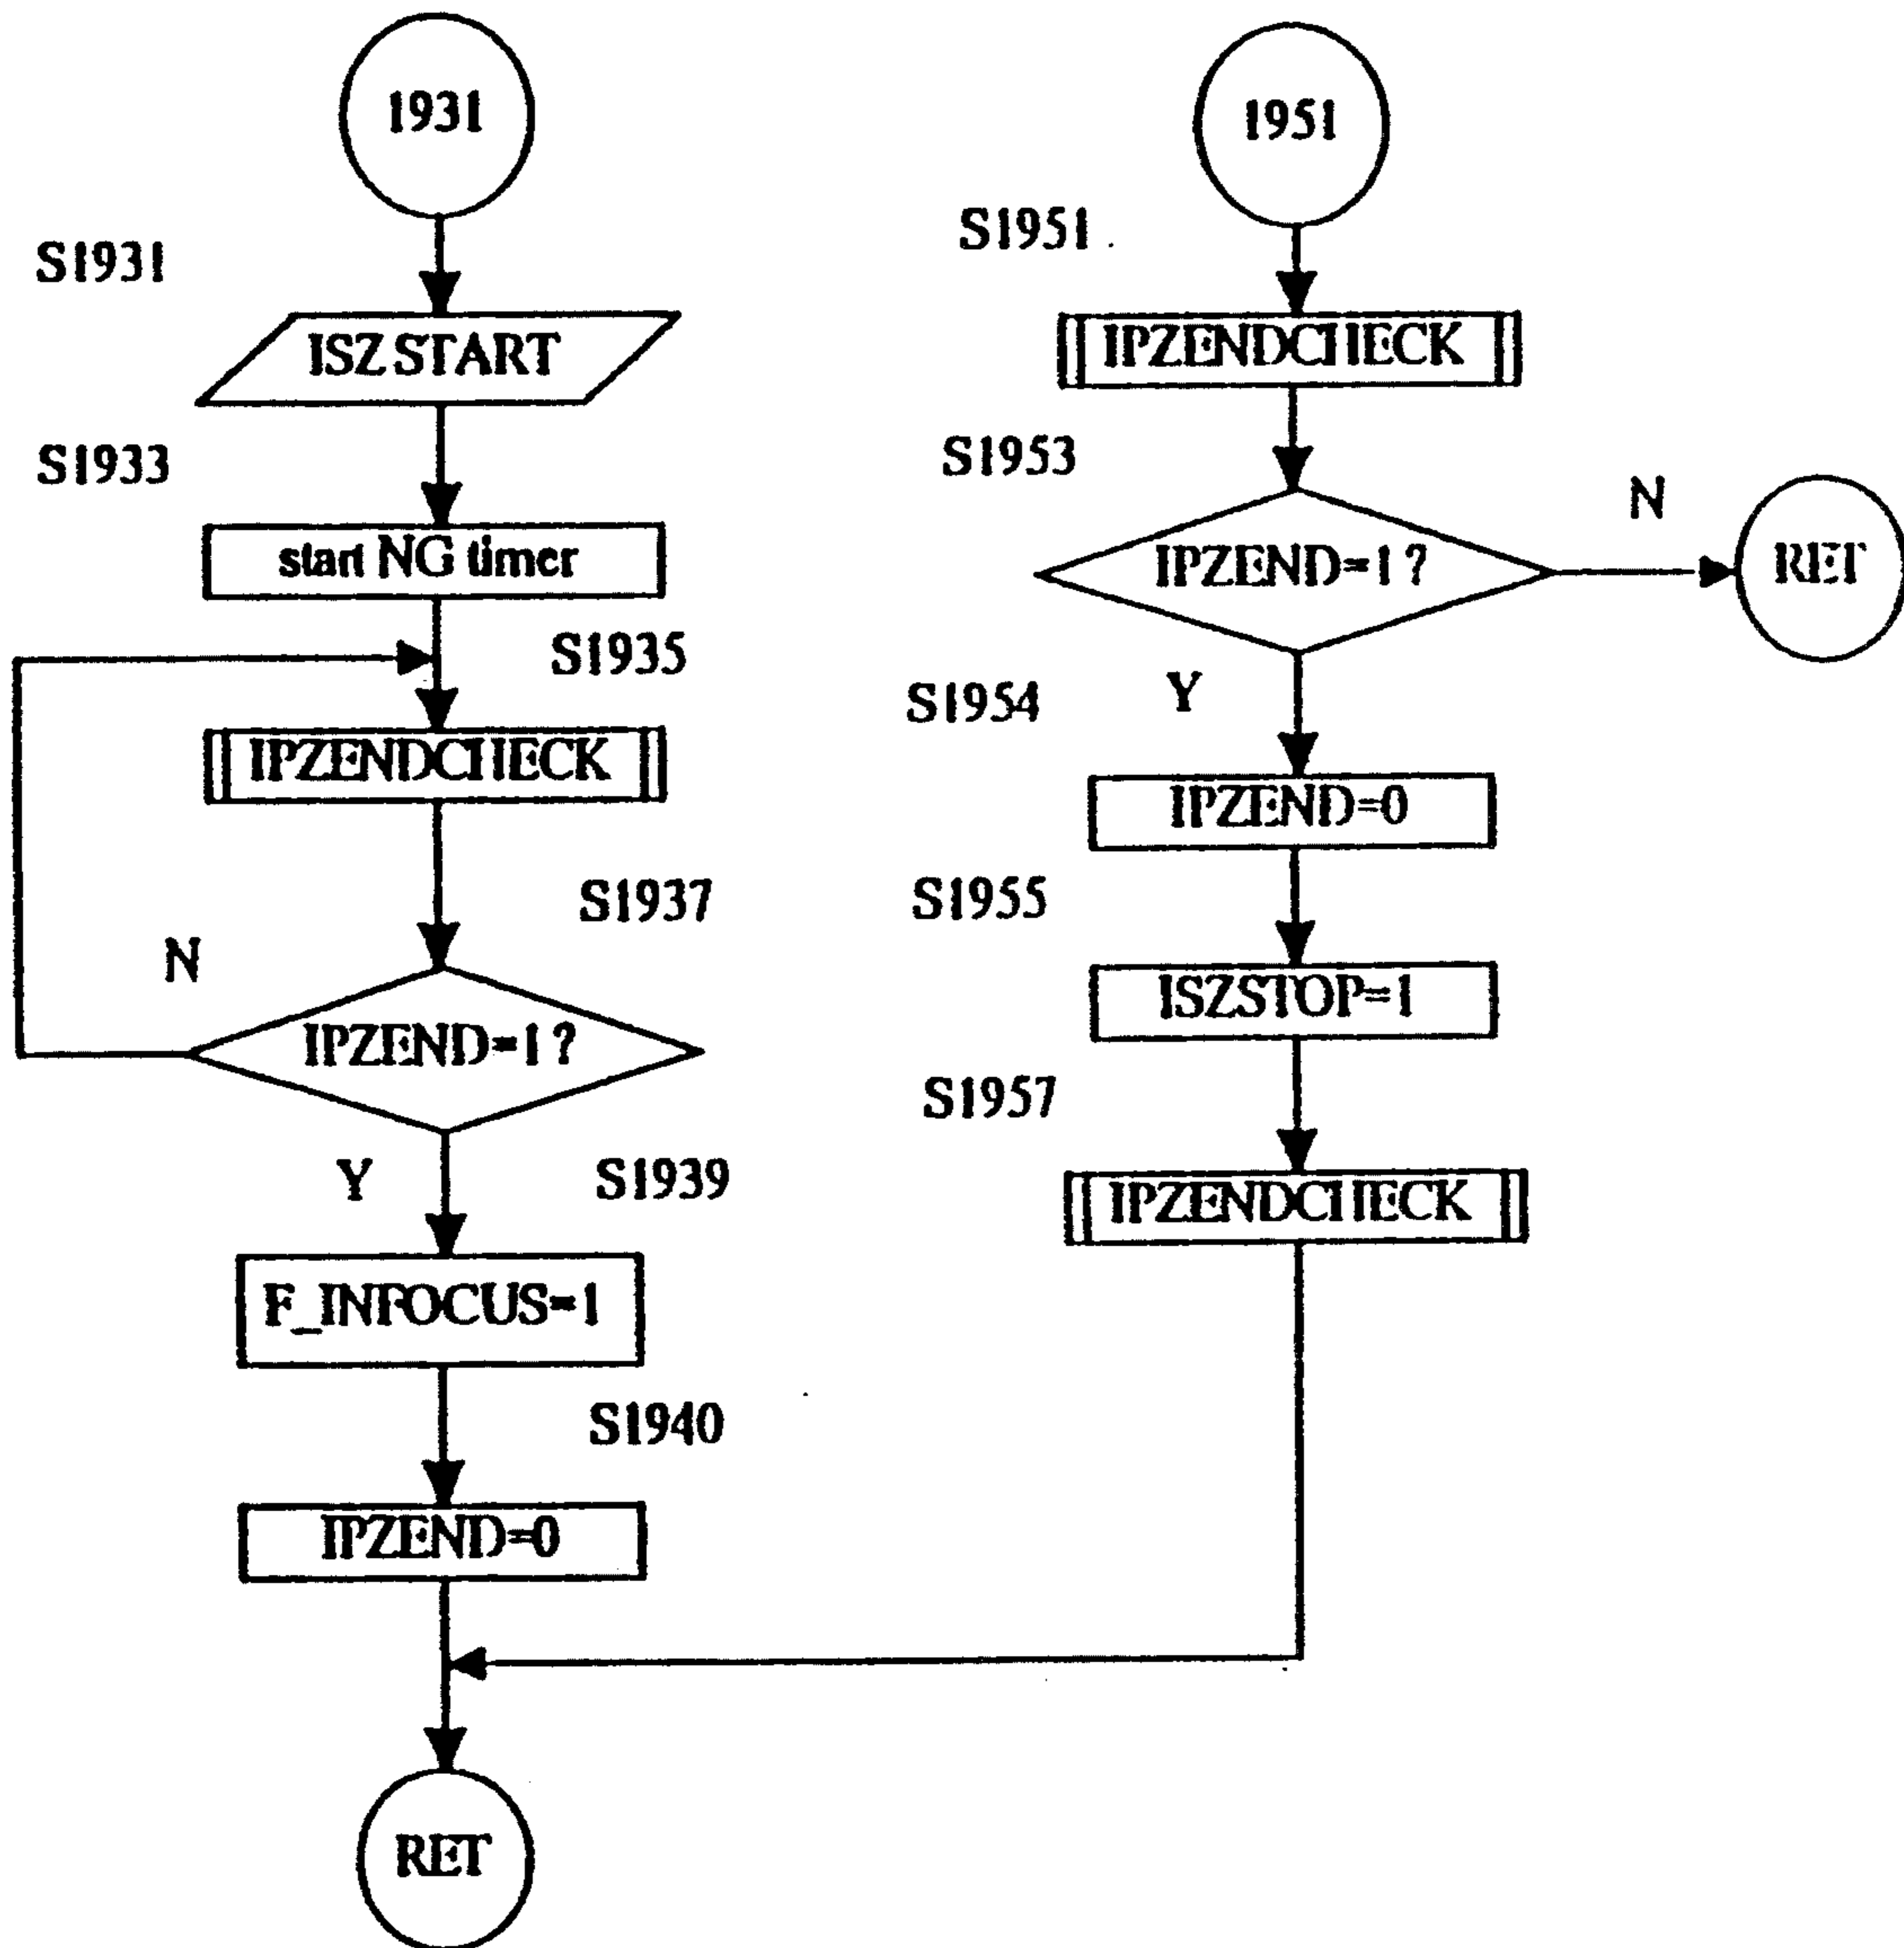 1931
S1931
ISZ START
S1933
start NG timer
S1935
IPZENDCHECK
S1937
N
IPZEND=1 ?
Y
S1939
F_INFOCUS=1
S1940
IPZEND=0
RET
1951
S1951
IPZENDCHECK
S1953
IPZEND=1 ?
N
RET
Y
S1954
IPZEND=0
S1955
ISZSTOP=1
S1957
IPZENDCHECK